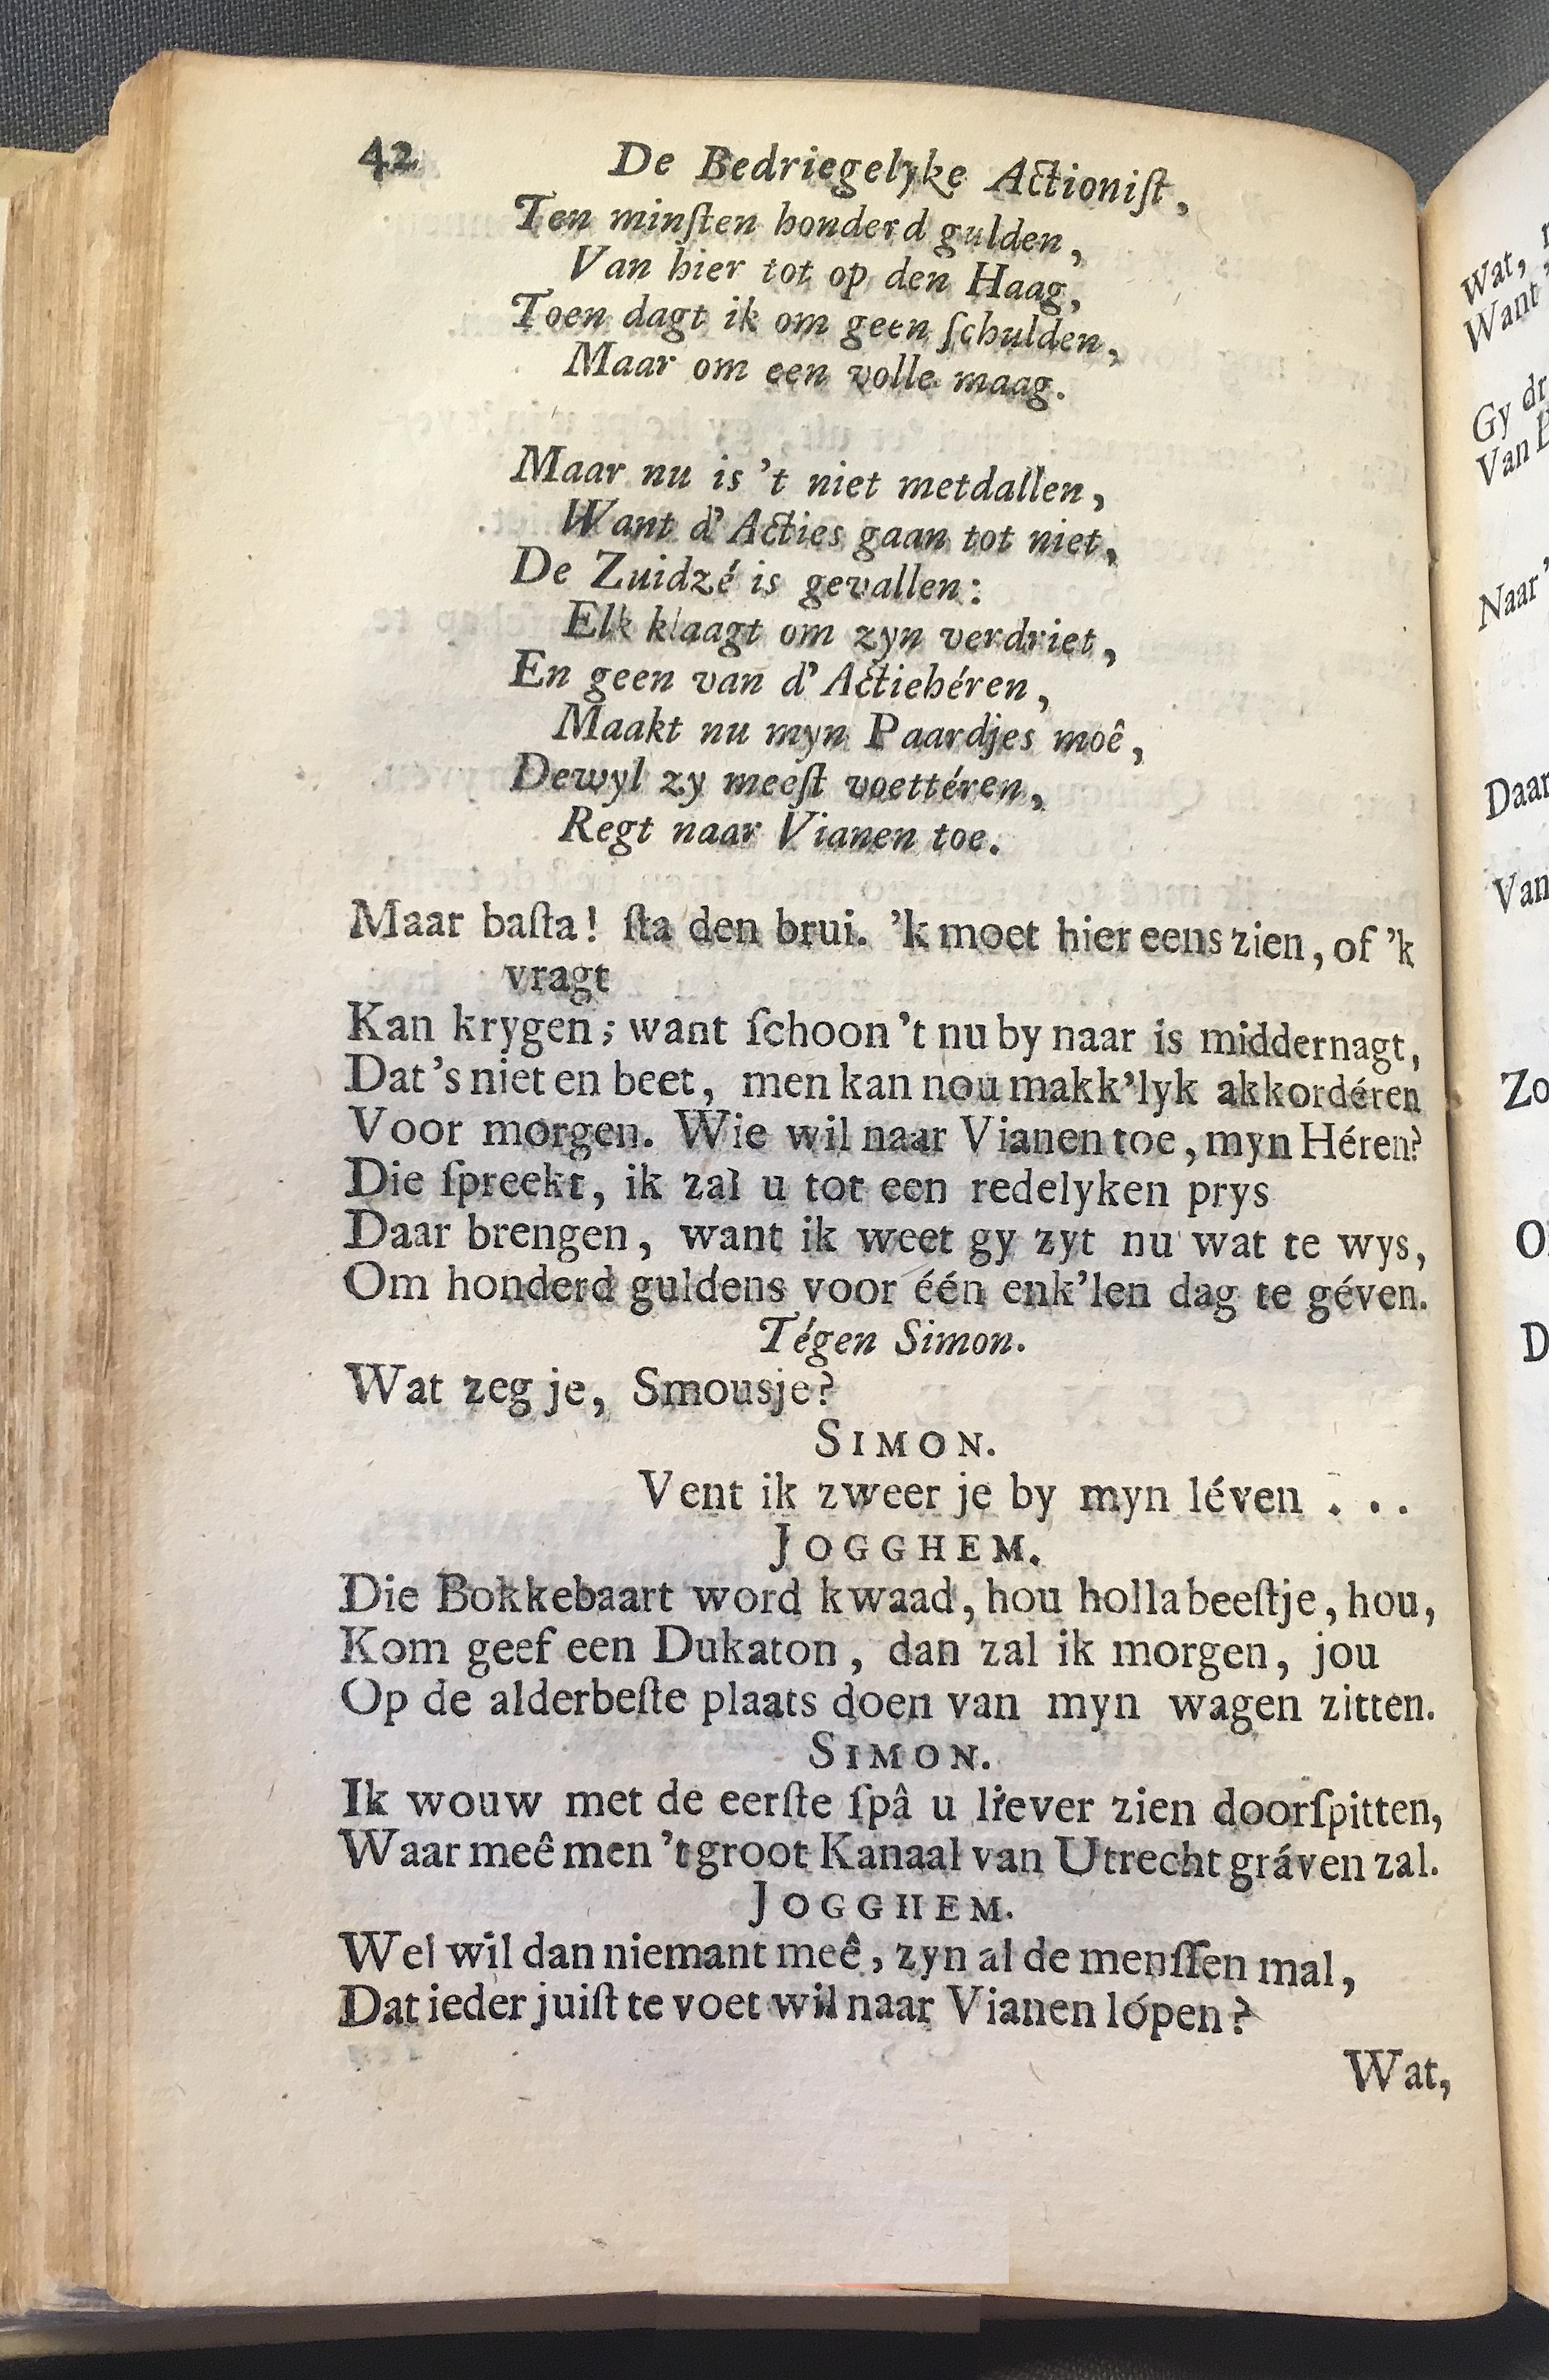 42 De Bedriegelyke Actioniſt,
Ten minſten honderd gulden,
Van hier tot op den Haag,
Toen dagt ik om geen ſchulden,
Maar om een volle maag.
Maar nu is 't niet metdallen,
Want d' Acties gaan tot niet,
De Zuidzé is gevallen:
Elk klaagt om zyn verdriet,
En geen van d' Actiehéren,
Maakt nu myn Paardjes moê,
Dewyl zy meeſt voettéren,
Regt naar Vianen toe.
Maar baſta! ſta den brui. 'k moet hier eens zien, of 'k
vragt
Kan krygen; want ſchoon 't nu by naar is middernagt,
Dat's niet en beet, men kan nou makk'lyk akkordéren
Voor morgen. Wie wil naar Vianen toe, myn Héren?
Die ſpreekt, ik zal u tot een redelyken prys
Daar brengen, want ik weet gy zyt nu wat te wys,
Om honderd guldens voor één enk'len dag te géven.
Tégen Simon.
Wat zeg je, Smousje?
SIMON.
Vent ik zweer je by myn léven . . .
JOGGHEM.
Die Bokkebaart word kwaad, hou holla beeſtje, hou,
Kom geef een Dukaton, dan zal ik morgen, jou
Op de alderbeſte plaats doen van myn wagen zitten.
SIMON.
Ik wouw met de eerſte ſpâ u liever zien doorſpitten,
Waar meê men 't groot Kanaal van Utrecht gráven zal.
JOGGHEM.
Wel wil dan niemant meê, zyn al de menſſen mal,
Dat ieder juiſt te voet wil naar Vianen lópen?
Wat,
Wat,
Want
Gy
Van
Naar
Daar
Van